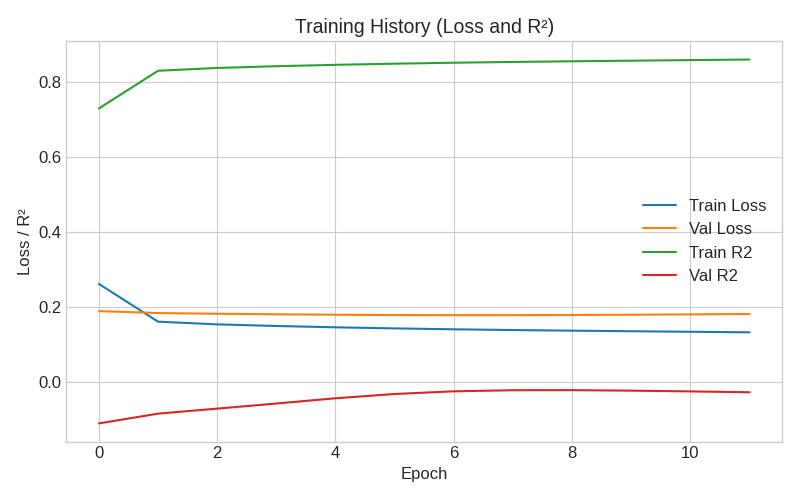 Training History (Loss and R²)
Loss / R²
0.8
0.6
0.4
0.2
0.0
Train Loss
Val Loss
Train R2
Val R2
0 2 4 6 8 10
Epoch